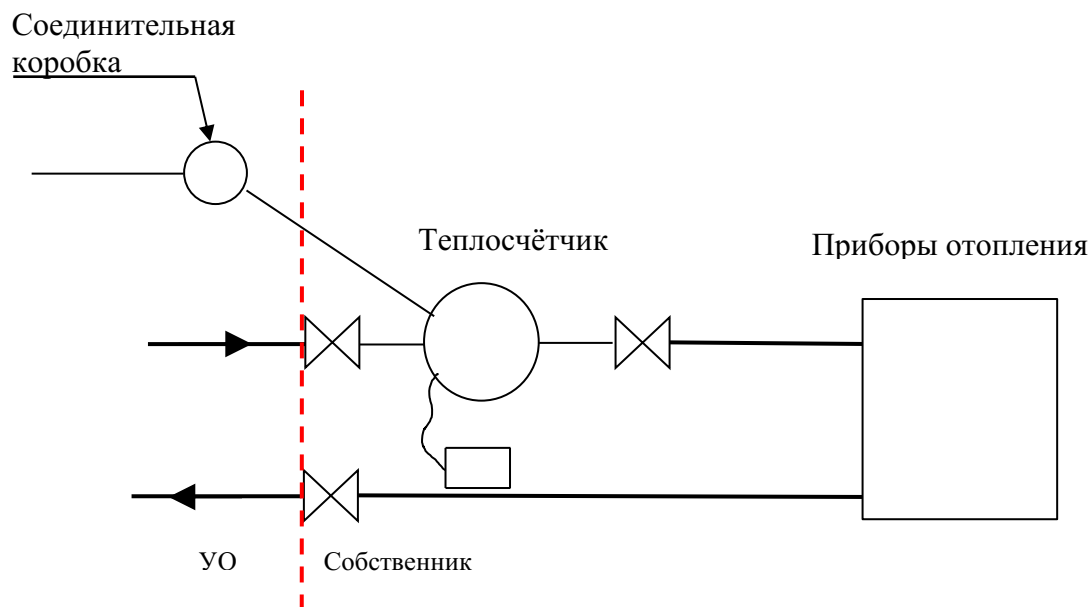 Соединительная
коробка
Теплосчётчик
Приборы отопления
УО
Собственник